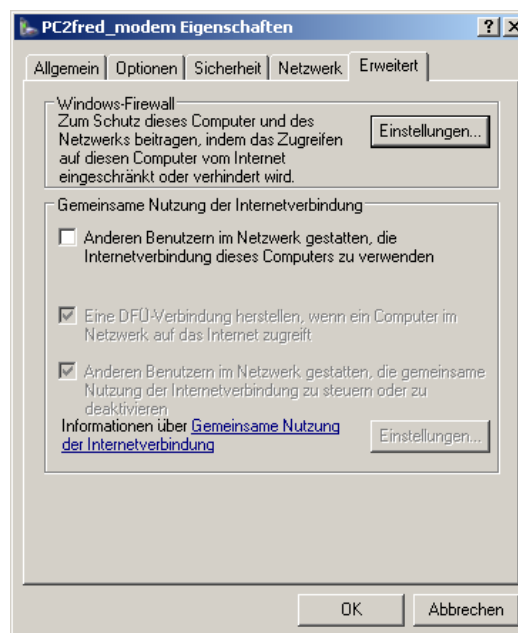 PC2fred_modem Eigenschaften
Allgemein
Optionen
Sicherheit
Netzwerk
Erweitert
Windows-Firewall
Zum Schutz dieses Computer und des
Netzwerks beitragen, indem das Zugreifen
auf diesen Computer vom Internet
eingeschränkt oder verhindert wird.
Einstellungen...
Gemeinsame Nutzung der Internetverbindung
Anderen Benutzern im Netzwerk gestatten, die
Internetverbindung dieses Computers zu verwenden
Eine DFÜ-Verbindung herstellen, wenn ein Computer im
Netzwerk auf das Internet zugreift
Anderen Benutzern im Netzwerk gestatten, die gemeinsame
Nutzung der Internetverbindung zu steuern oder zu
deaktivieren
Informationen über Gemeinsame Nutzung
der Internetverbindung
Einstellungen...
OK
Abbrechen